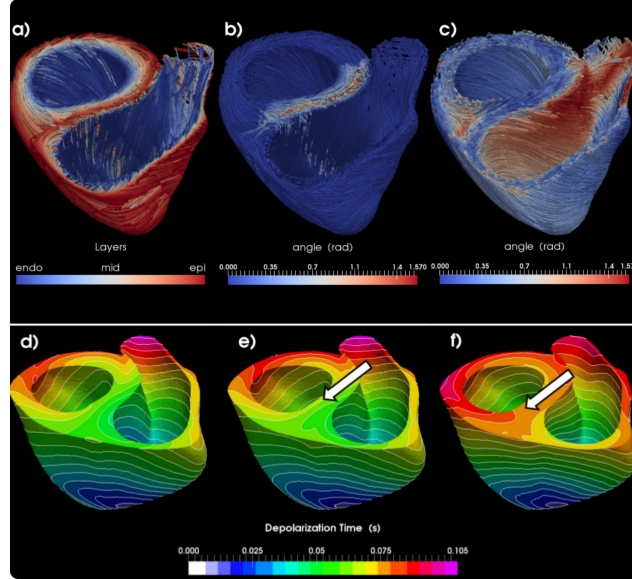 a)
b)
c)
Layers
endo mid epi
angle (rad)
0.000 0.35 0.7 1.1 1.4 1.570
angle (rad)
0.000 0.35 0.7 1.1 1.4 1.57
d)
e)
f)
Depolarization Time (s)
0.000 0.025 0.05 0.075 0.105